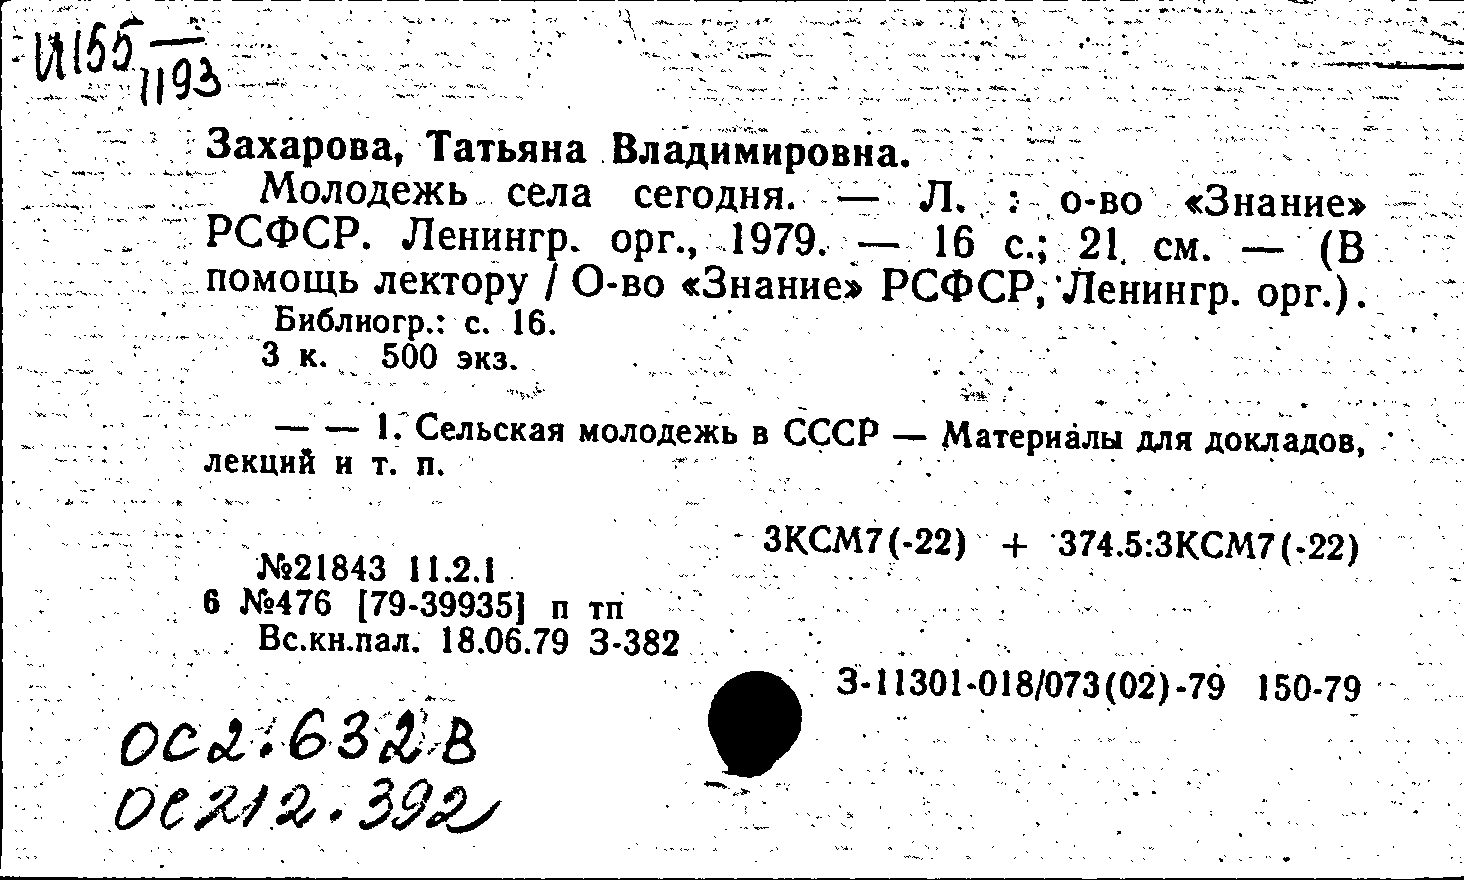 И155
1193
Захарова, Татьяна Владимировна.
Молодежь села сегодня. — Л. : о-во «Знание»
РСФСР. Ленингр. орг., 1979. — 16 с.; 21 см. — (В
помощь лектору / О-во «Знание» РСФСР, Ленингр. орг.).
Библиогр.: с. 16.
3 к. 500 экз.
— — 1. Сельская молодежь в СССР — Материалы для докладов,
лекций и т. п.
3КСМ7(-22) + 374.5:3КСМ7(-22)
№21843 11.2.1
6 №476 [79-39935] п тп
Вс.кн.пал. 18.06.79 З-382
З-11301-018/073(02)-79 150-79
ОС2.632В
ОС212.392